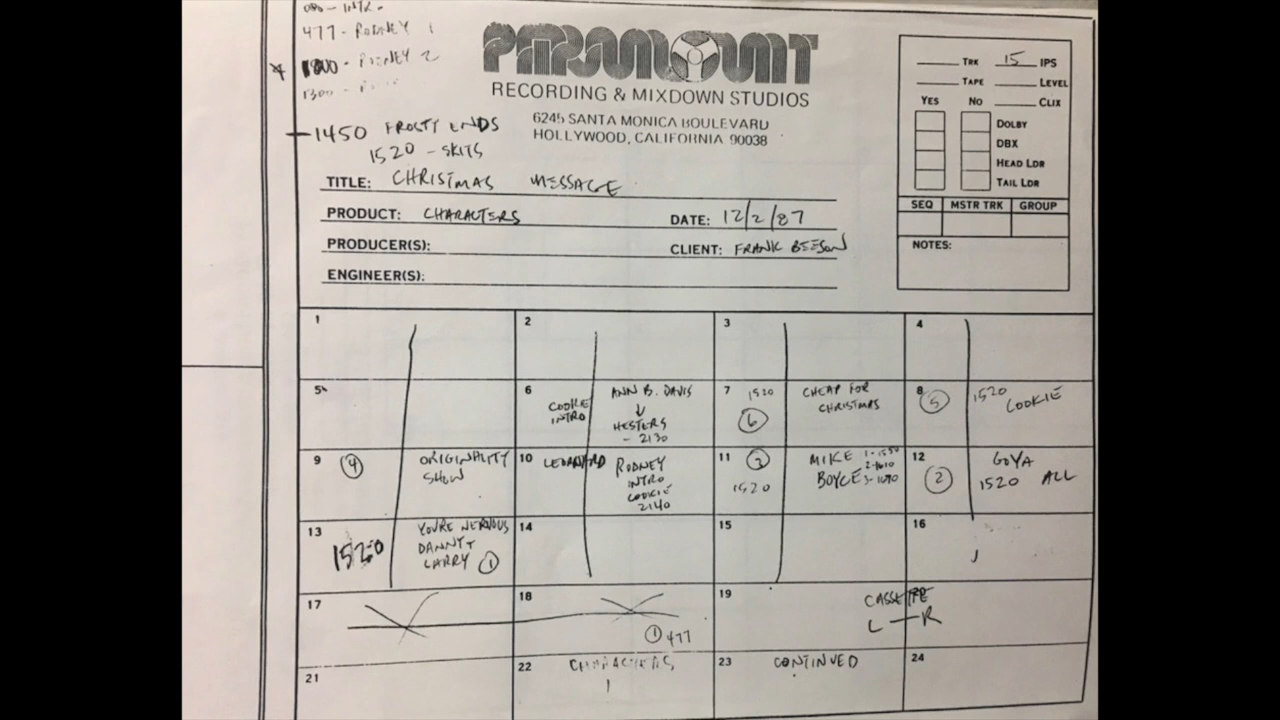 000 - INTR.
477 - RODNEY 1
1800 - RODNEY 2
1300 -
1450 FROSTY ENDS
1520 - SKITS
PARAMOUNT
RECORDING & MIXDOWN STUDIOS
6245 SANTA MONICA BOULEVARD
HOLLYWOOD, CALIFORNIA 90038
TRK 15 IPS
TAPE LEVEL
YES NO CLIX
DOLBY
DBX
HEAD LDR
TAIL LDR
SEQ MSTR TRK GROUP
NOTES:
TITLE: CHRISTMAS MESSAGE
PRODUCT: CHARACTERS DATE: 12/2/87
PRODUCER(S): CLIENT: FRANK BEESON
ENGINEER(S):
1
2
3
4
5
6 COOKIE INTRO
ANN B. DAVIS
HESTERS
- 2130
7 1520
6
CHEAP FOR
CHRISTMAS
8 5 1520
COOKIE
9 4 ORIGINALITY
SHOW
10 LEONARD RODNEY
INTRO
COOKIE
2140
11 3
1520
MIKE
BOYCE
12 2 GOYA
1520 ALL
13 1520
YOU'RE NERVOUS
DANNY +
LARRY 1
14
15
16
17
18
1 477
19
CASSETTE
L — R
21
22 CHARACTERS
1
23 CONTINUED
24